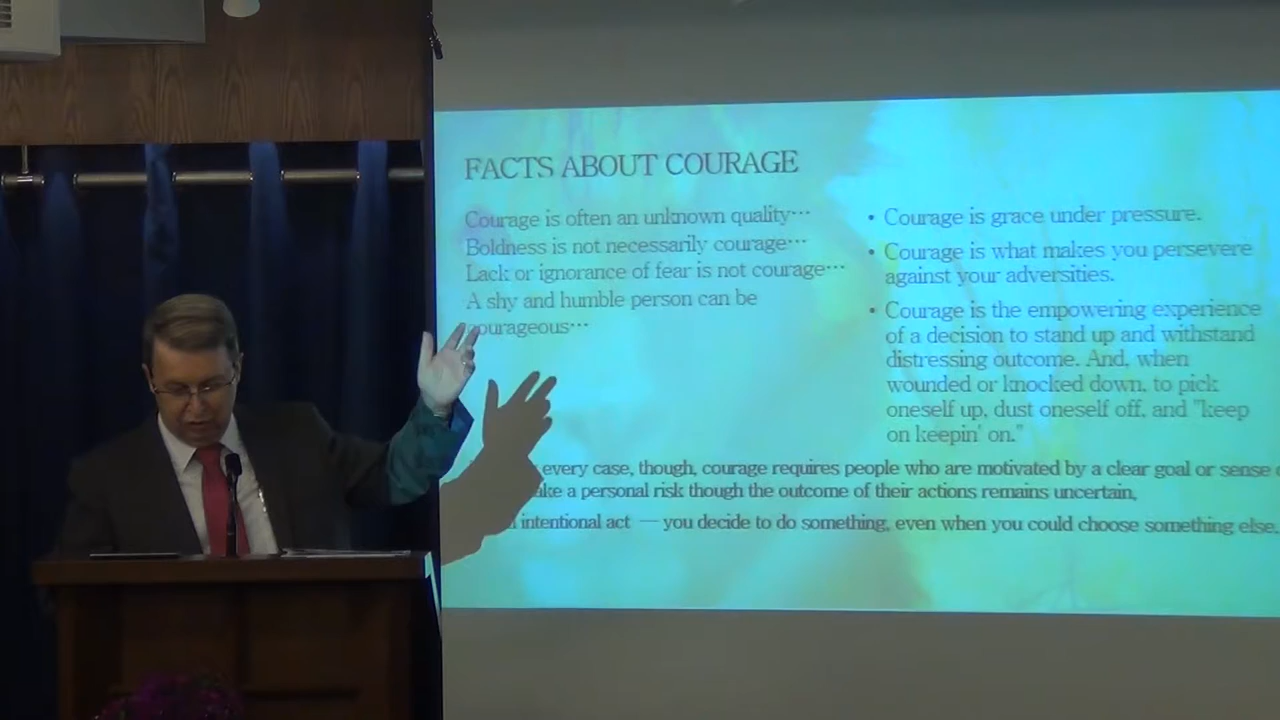 FACTS ABOUT COURAGE
Courage is often an unknown quality…
Boldness is not necessarily courage…
Lack or ignorance of fear is not courage…
A shy and humble person can be
courageous…
• Courage is grace under pressure.
• Courage is what makes you persevere
against your adversities.
• Courage is the empowering experience
of a decision to stand up and withstand
distressing outcome. And, when
wounded or knocked down, to pick
oneself up, dust oneself off, and "keep
on keepin' on."
every case, though, courage requires people who are motivated by a clear goal or sense
a personal risk though the outcome of their actions remains uncertain,
intentional act — you decide to do something, even when you could choose something else.